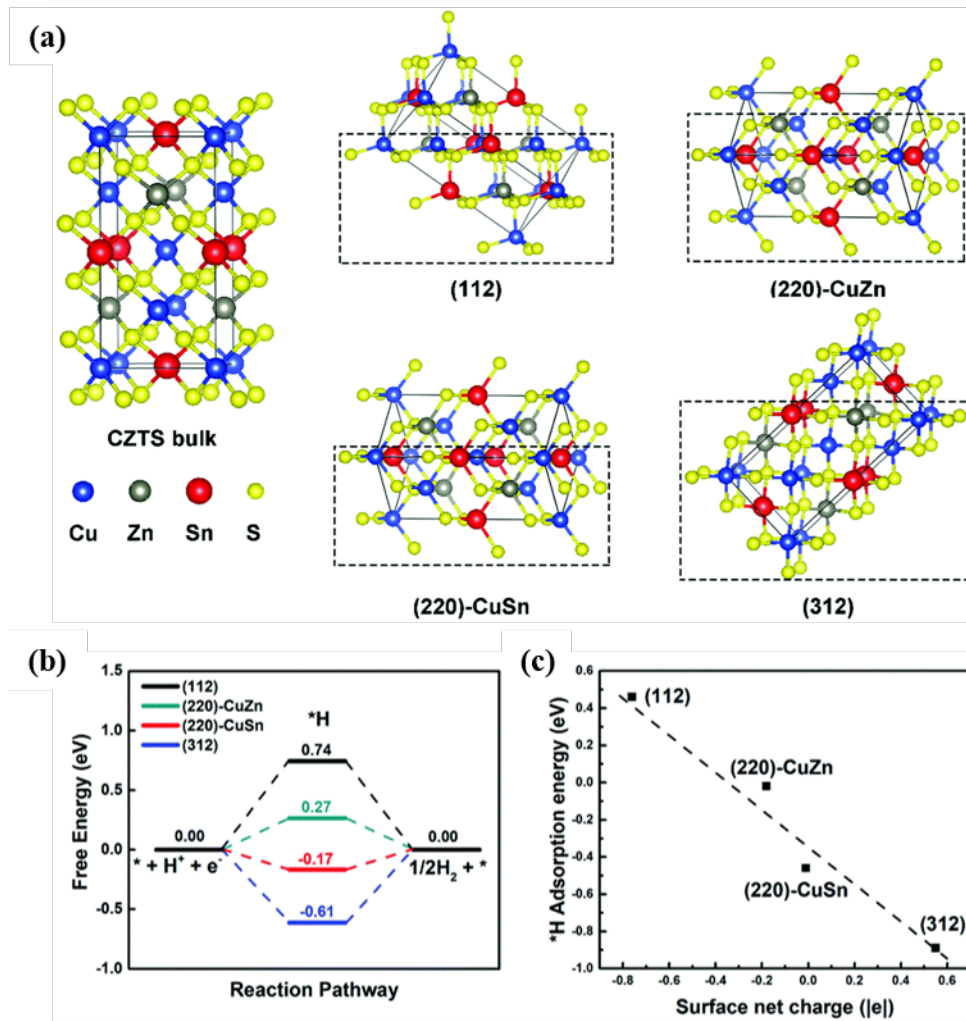 (a)
CZTS bulk
Cu Zn Sn S
(112)
(220)-CuZn
(220)-CuSn
(312)
(b)
1.5
1.0
0.5
0.0
-0.5
-1.0
Free Energy (eV)
(112)
(220)-CuZn
(220)-CuSn
(312)
*H
0.74
0.27
-0.17
-0.61
0.00
* + H⁺ + e⁻
0.00
1/2H₂ + *
Reaction Pathway
(c)
0.6
0.4
0.2
0.0
-0.2
-0.4
-0.6
-0.8
-1.0
*H Adsorption energy (eV)
(112)
(220)-CuZn
(220)-CuSn
(312)
-0.8 -0.6 -0.4 -0.2 0.0 0.2 0.4 0.6
Surface net charge (|e|)